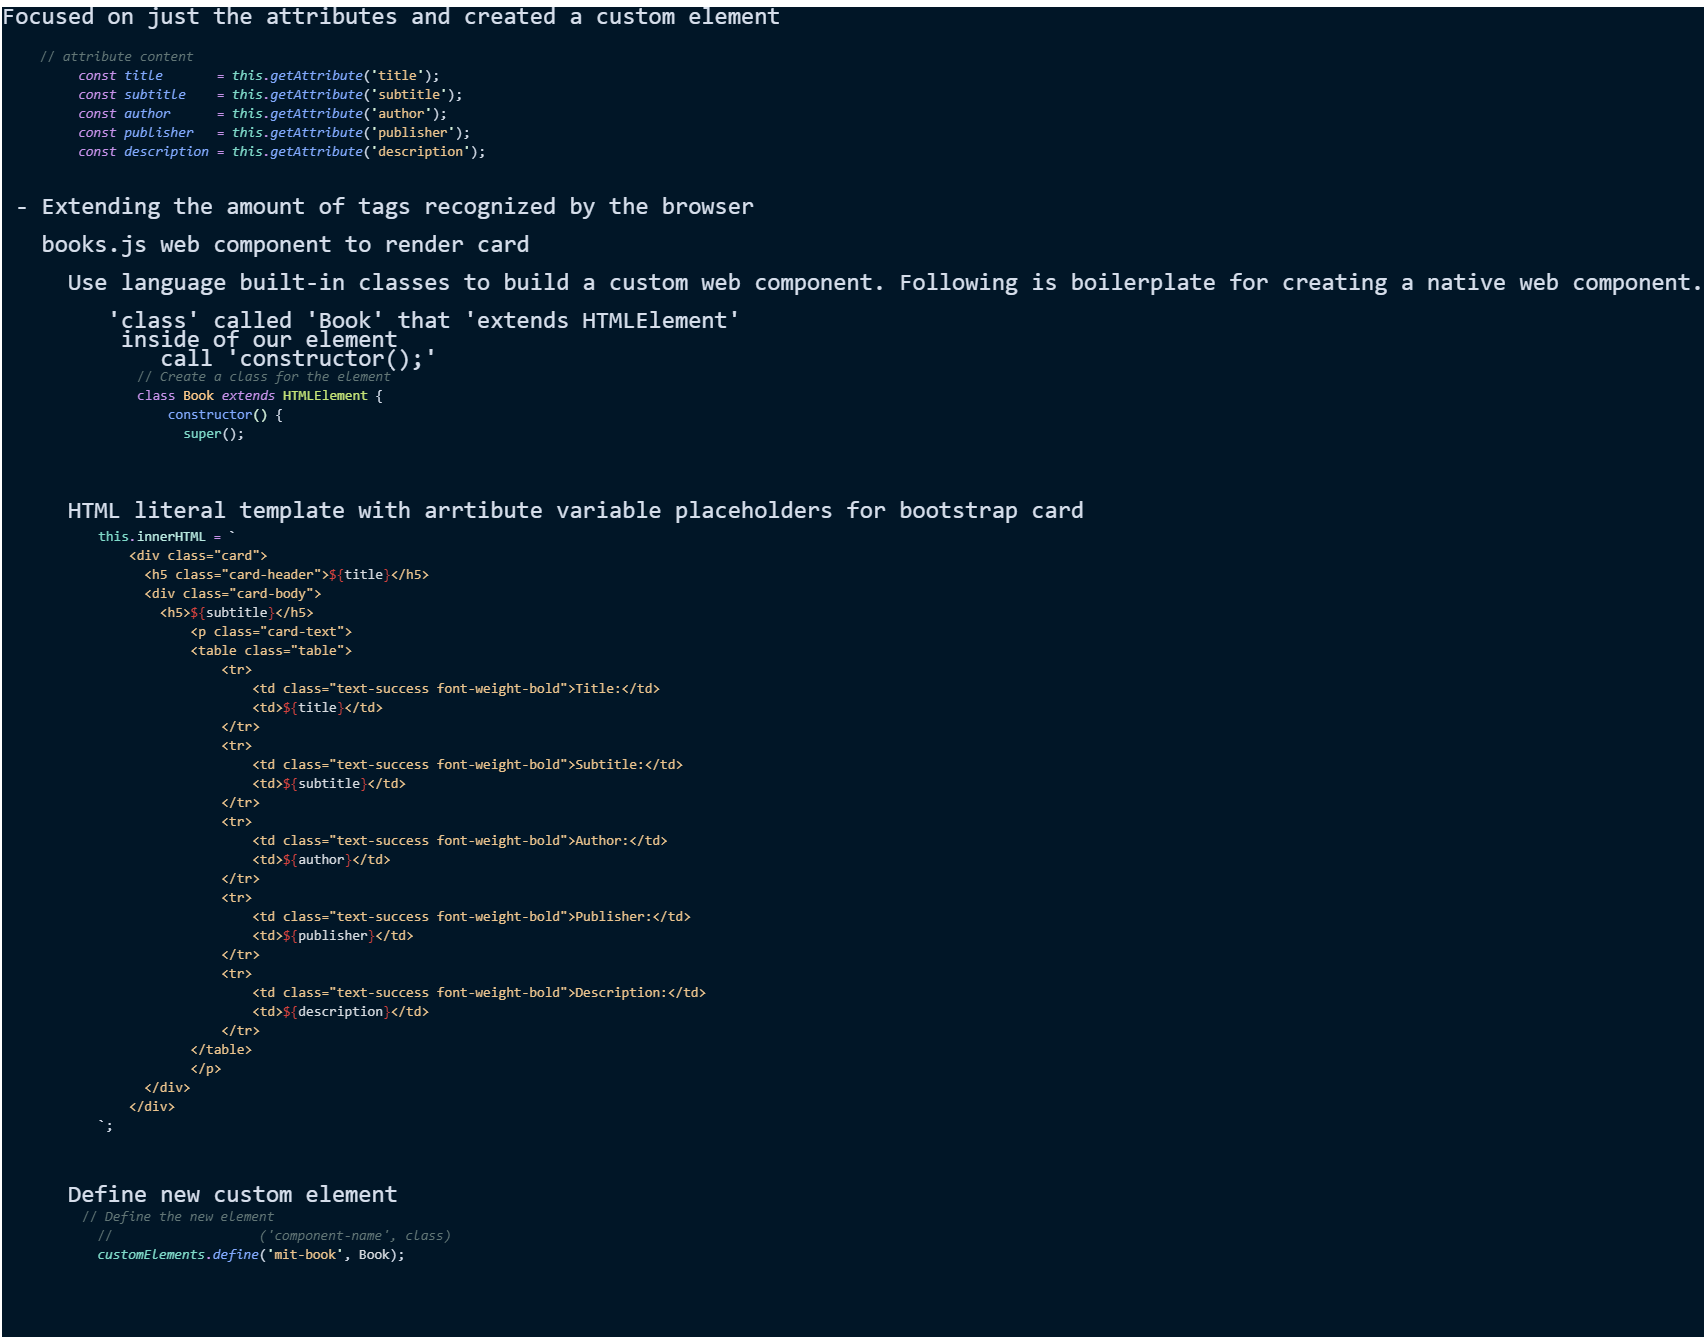 Focused on just the attributes and created a custom element
// attribute content
const title       = this.getAttribute('title');
const subtitle    = this.getAttribute('subtitle');
const author      = this.getAttribute('author');
const publisher   = this.getAttribute('publisher');
const description = this.getAttribute('description');
- Extending the amount of tags recognized by the browser
books.js web component to render card
Use language built-in classes to build a custom web component. Following is boilerplate for creating a native web component.
'class' called 'Book' that 'extends HTMLElement'
inside of our element
call 'constructor();'
// Create a class for the element
class Book extends HTMLElement {
constructor() {
super();
HTML literal template with arrtibute variable placeholders for bootstrap card
this.innerHTML = `
<div class="card">
<h5 class="card-header">${title}</h5>
<div class="card-body">
<h5>${subtitle}</h5>
<p class="card-text">
<table class="table">
<tr>
<td class="text-success font-weight-bold">Title:</td>
<td>${title}</td>
</tr>
<tr>
<td class="text-success font-weight-bold">Subtitle:</td>
<td>${subtitle}</td>
</tr>
<tr>
<td class="text-success font-weight-bold">Author:</td>
<td>${author}</td>
</tr>
<tr>
<td class="text-success font-weight-bold">Publisher:</td>
<td>${publisher}</td>
</tr>
<tr>
<td class="text-success font-weight-bold">Description:</td>
<td>${description}</td>
</tr>
</table>
</p>
</div>
</div>
`;
Define new custom element
// Define the new element
//                   ('component-name', class)
customElements.define('mit-book', Book);